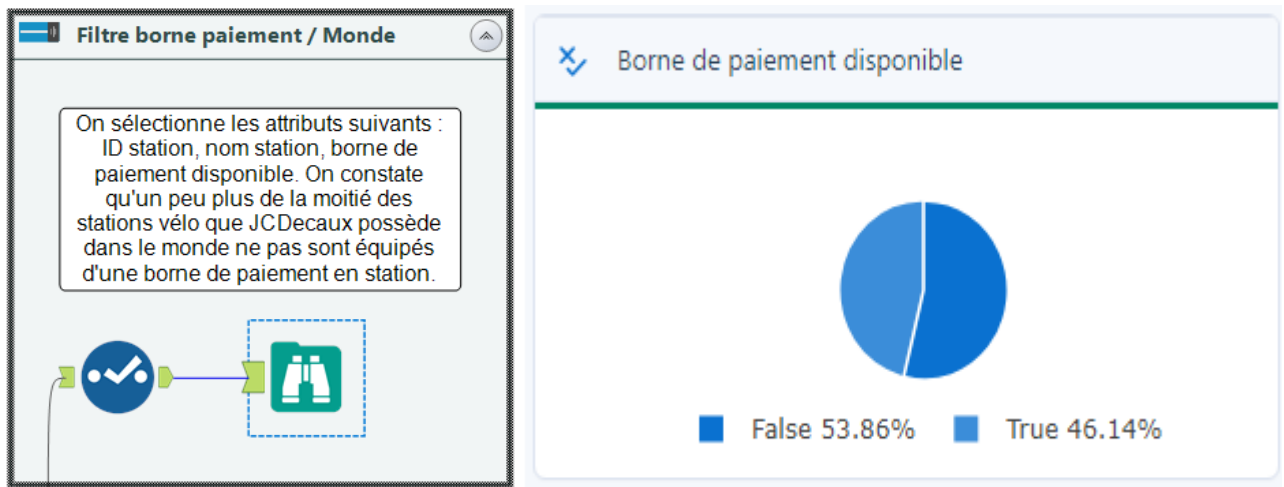 Filtre borne paiement / Monde
On sélectionne les attributs suivants :
ID station, nom station, borne de
paiement disponible. On constate
qu'un peu plus de la moitié des
stations vélo que JCDecaux possède
dans le monde ne pas sont équipés
d'une borne de paiement en station.
Borne de paiement disponible
False 53.86% True 46.14%